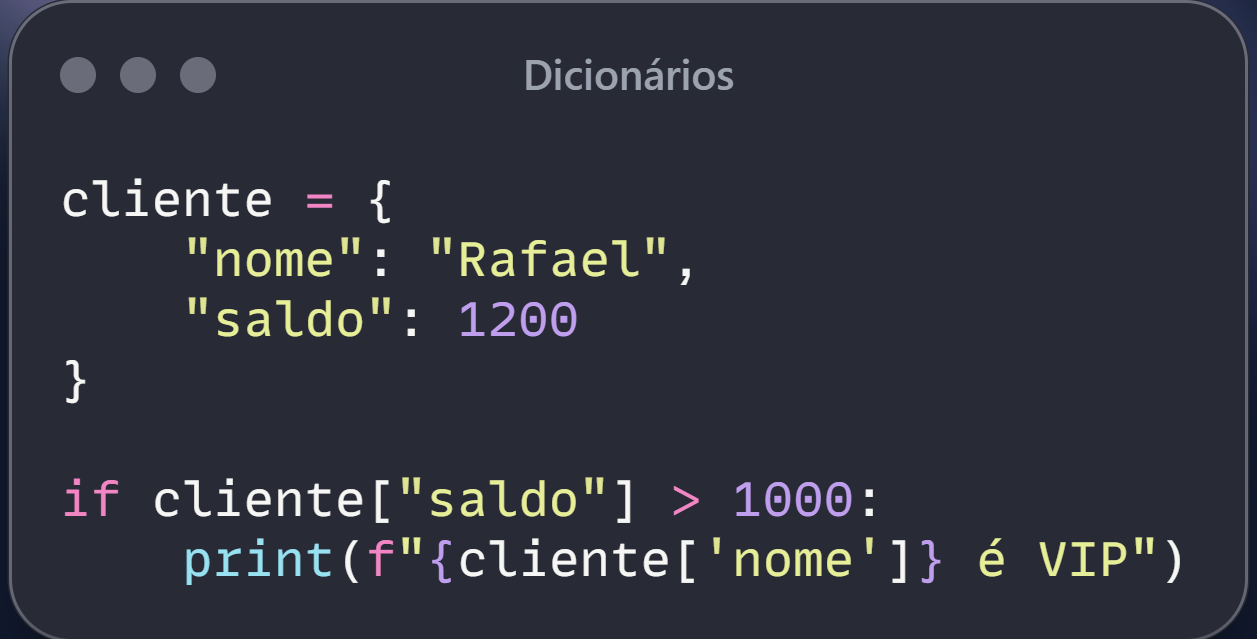 Dicionários
cliente = {
    "nome": "Rafael",
    "saldo": 1200
}
if cliente["saldo"] > 1000:
    print(f"{cliente['nome']} é VIP")